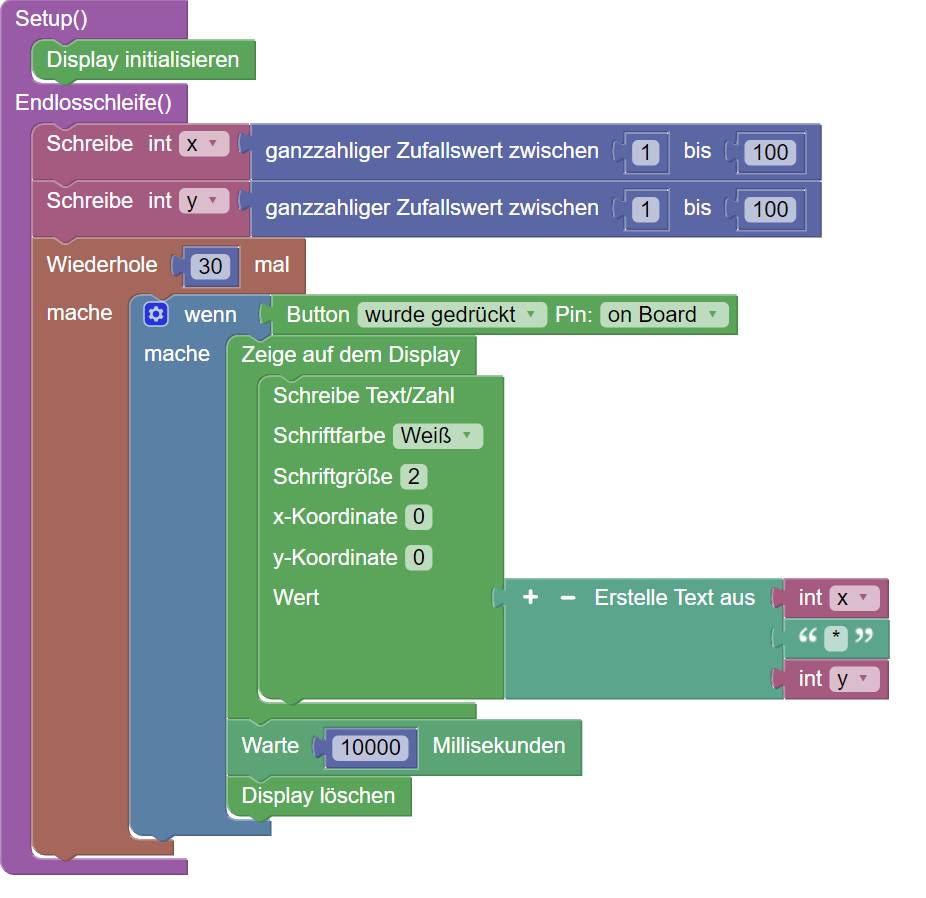 Setup()
Display initialisieren
Endlosschleife()
Schreibe int x ganzzahliger Zufallswert zwischen 1 bis 100
Schreibe int y ganzzahliger Zufallswert zwischen 1 bis 100
Wiederhole 30 mal
mache wenn Button wurde gedrückt Pin: on Board
mache Zeige auf dem Display
Schreibe Text/Zahl
Schriftfarbe Weiß
Schriftgröße 2
x-Koordinate 0
y-Koordinate 0
Wert + − Erstelle Text aus int x
“ * ”
int y
Warte 10000 Millisekunden
Display löschen